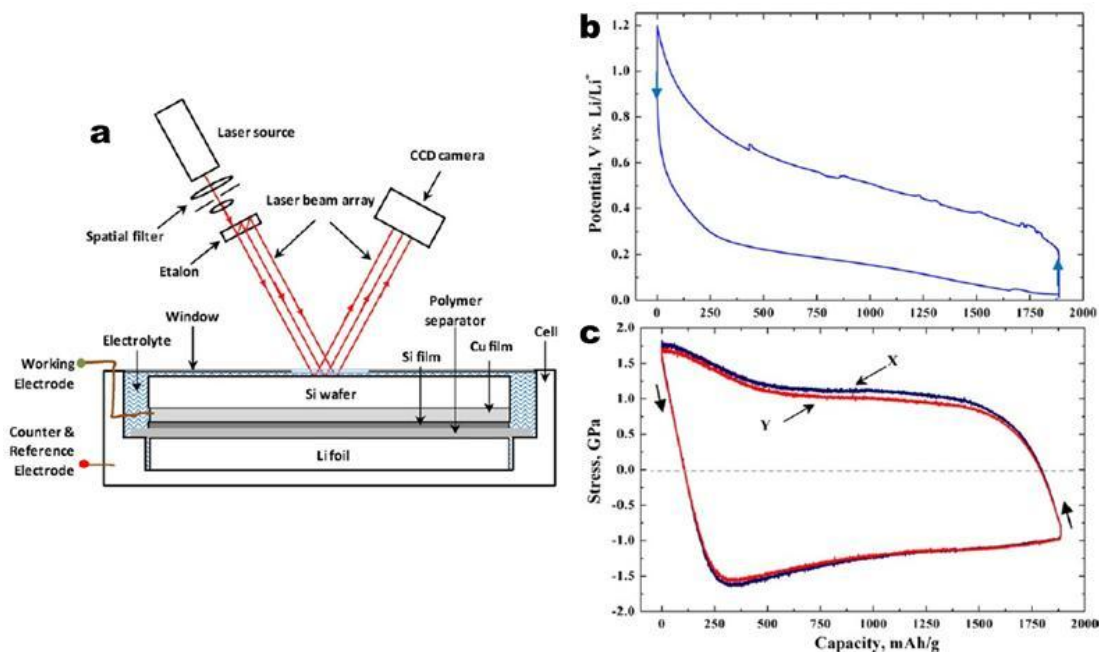 a
Laser source
CCD camera
Laser beam array
Spatial filter
Etalon
Polymer
separator
Window
Cell
Electrolyte
Si film
Cu film
Working
Electrode
Si wafer
Counter &
Reference
Electrode
Li foil
b
1.2
1.0
0.8
0.6
0.4
0.2
0.0
Potential, V vs. Li/Li+
0 250 500 750 1000 1250 1500 1750 2000
c
2.0
1.5
1.0
0.5
0.0
-0.5
-1.0
-1.5
-2.0
Stress, GPa
X
Y
0 250 500 750 1000 1250 1500 1750 2000
Capacity, mAh/g